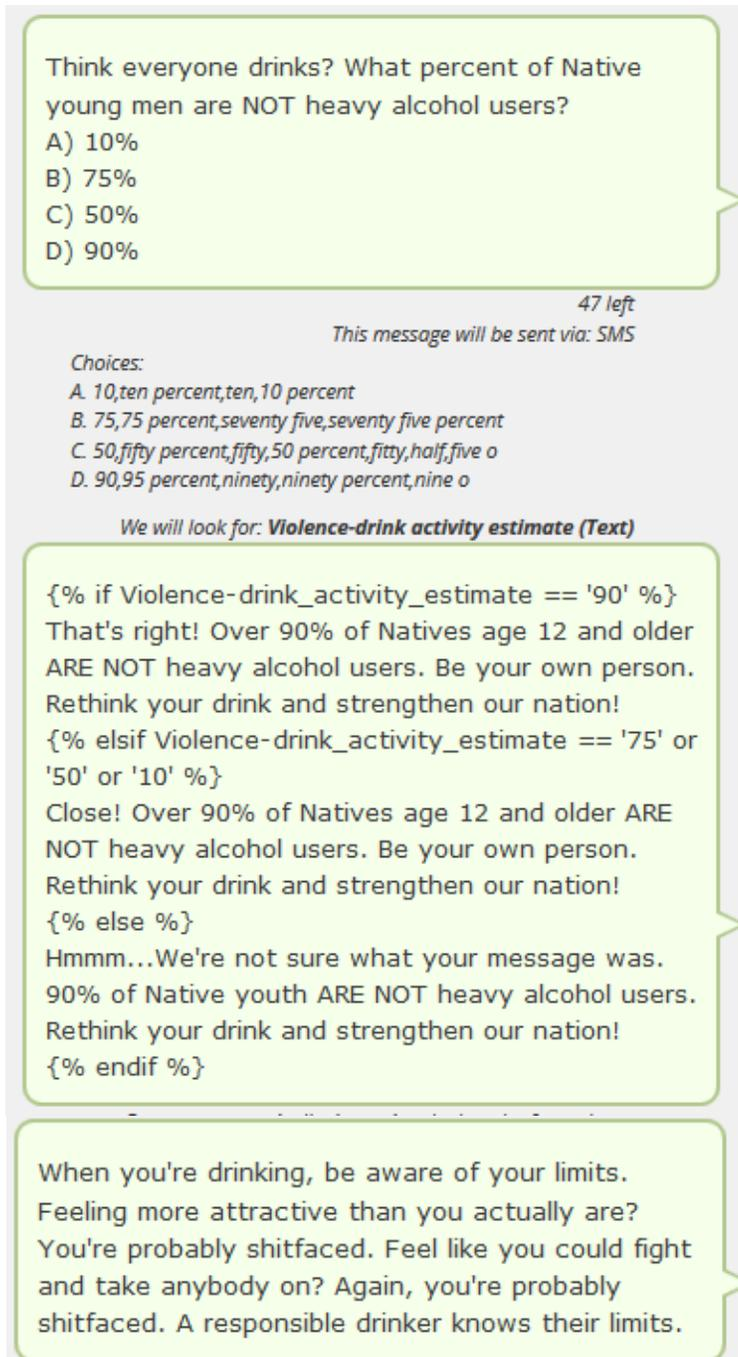 Think everyone drinks? What percent of Native
young men are NOT heavy alcohol users?
A) 10%
B) 75%
C) 50%
D) 90%
47 left
This message will be sent via: SMS
Choices:
A. 10,ten percent,ten,10 percent
B. 75,75 percent,seventy five,seventy five percent
C. 50,fifty percent,fifty,50 percent,fitty,half,five o
D. 90,95 percent,ninety,ninety percent,nine o
We will look for: Violence-drink activity estimate (Text)
{% if Violence-drink_activity_estimate == '90' %}
That's right! Over 90% of Natives age 12 and older
ARE NOT heavy alcohol users. Be your own person.
Rethink your drink and strengthen our nation!
{% elsif Violence-drink_activity_estimate == '75' or
'50' or '10' %}
Close! Over 90% of Natives age 12 and older ARE
NOT heavy alcohol users. Be your own person.
Rethink your drink and strengthen our nation!
{% else %}
Hmmm...We're not sure what your message was.
90% of Native youth ARE NOT heavy alcohol users.
Rethink your drink and strengthen our nation!
{% endif %}
When you're drinking, be aware of your limits.
Feeling more attractive than you actually are?
You're probably shitfaced. Feel like you could fight
and take anybody on? Again, you're probably
shitfaced. A responsible drinker knows their limits.